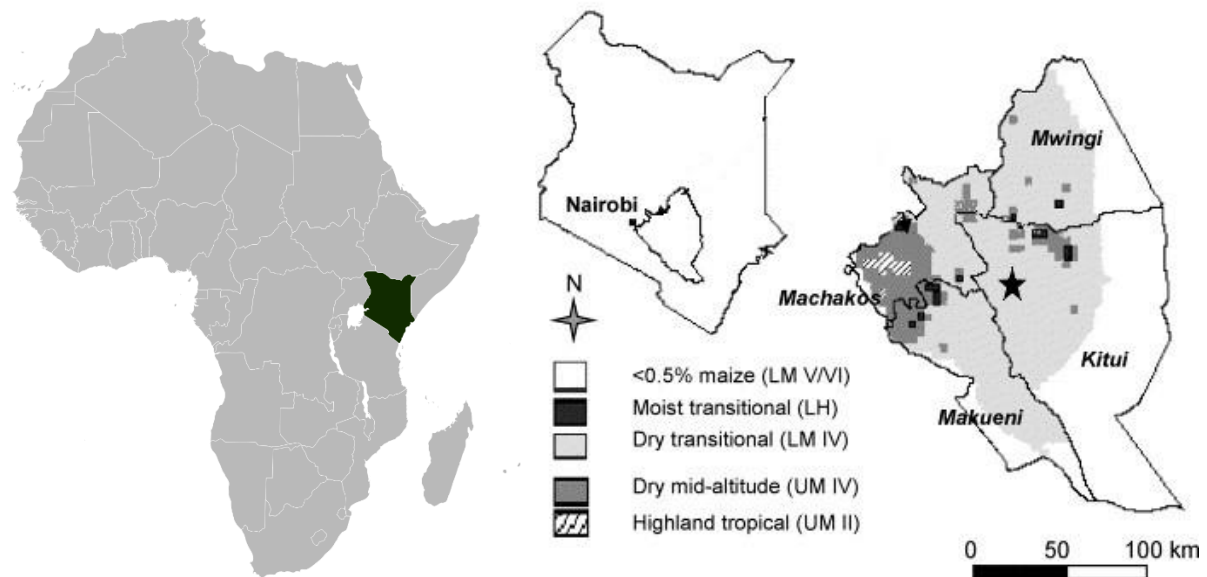 Nairobi
N
<0.5% maize (LM V/VI)
Moist transitional (LH)
Dry transitional (LM IV)
Dry mid-altitude (UM IV)
Highland tropical (UM II)
Mwingi
Machakos
Kitui
Makueni
0 50 100 km